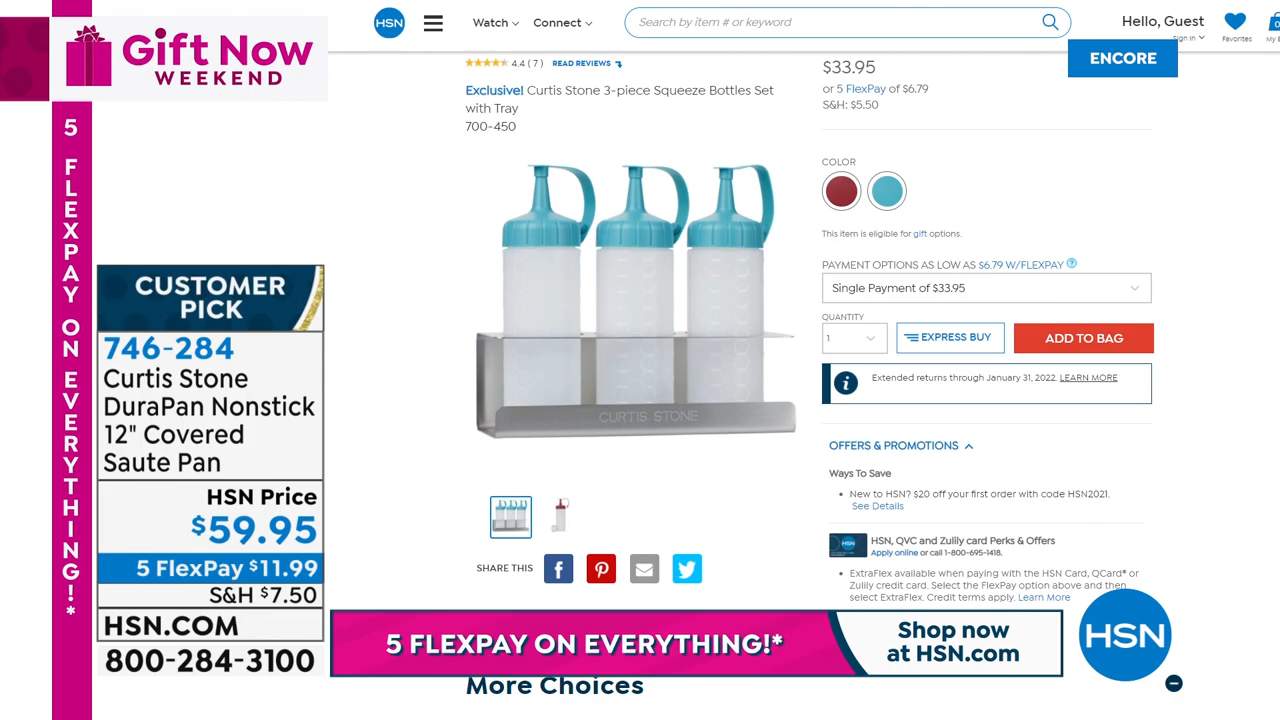 Gift Now
WEEKEND
5 FLEXPAY ON EVERYTHING!*
CUSTOMER
PICK
746-284
Curtis Stone
DuraPan Nonstick
12" Covered
Saute Pan
HSN Price
$59.95
5 FlexPay $11.99
S&H $7.50
HSN.COM
800-284-3100
HSN
Watch
Connect
Search by item # or keyword
Hello, Guest
Sign In
Favorites
0
ENCORE
4.4 ( 7 )
READ REVIEWS
Exclusive! Curtis Stone 3-piece Squeeze Bottles Set
with Tray
700-450
CURTIS STONE
SHARE THIS
$33.95
or 5 FlexPay of $6.79
S&H: $5.50
COLOR
This item is eligible for gift options.
PAYMENT OPTIONS AS LOW AS $6.79 W/FLEXPAY ?
Single Payment of $33.95
QUANTITY
1
EXPRESS BUY
ADD TO BAG
Extended returns through January 31, 2022. LEARN MORE
OFFERS & PROMOTIONS
Ways To Save
• New to HSN? $20 off your first order with code HSN2021.
See Details
HSN, QVC and Zulily card Perks & Offers
Apply online or call 1-800-695-1418.
• ExtraFlex available when paying with the HSN Card, QCard® or
Zulily credit card. Select the FlexPay option above and then
select ExtraFlex. Credit terms apply. Learn More
5 FLEXPAY ON EVERYTHING!*
Shop now
at HSN.com
HSN
More Choices